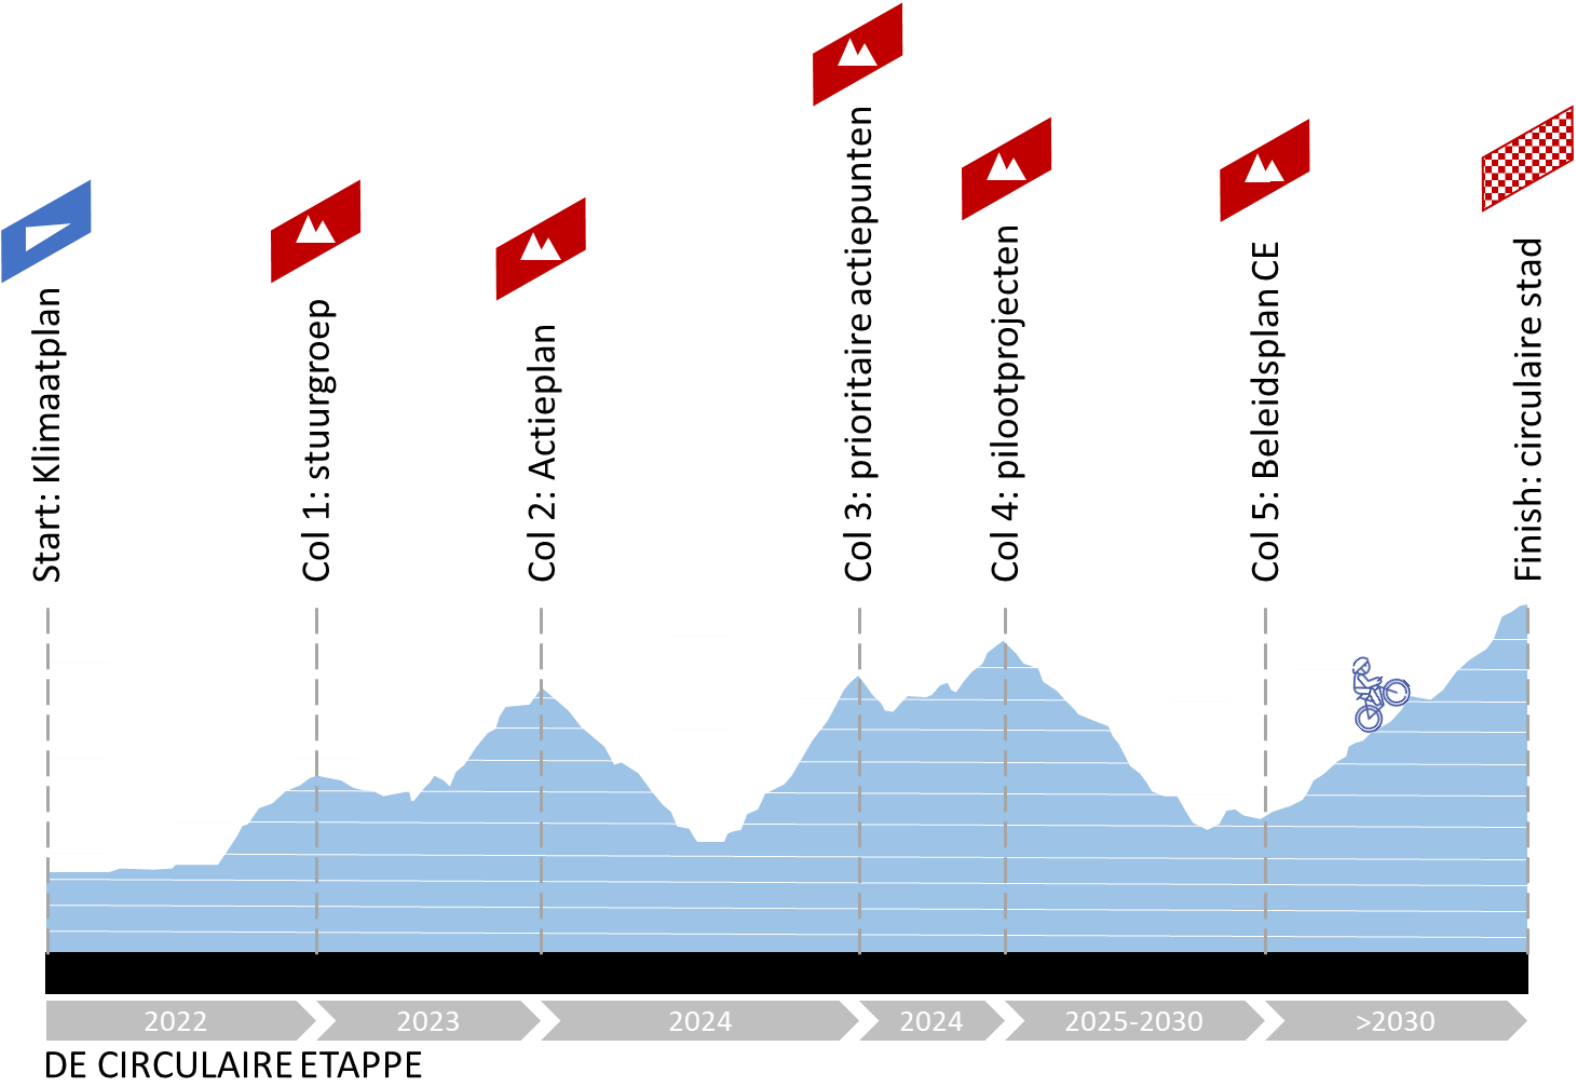 Start: Klimaatplan
Col 1: stuurgroep
Col 2: Actieplan
Col 3: prioritaire actiepunten
Col 4: pilootprojecten
Col 5: Beleidsplan CE
Finish: circulaire stad
2022
2023
2024
2024
2025-2030
>2030
DE CIRCULAIRE ETAPPE